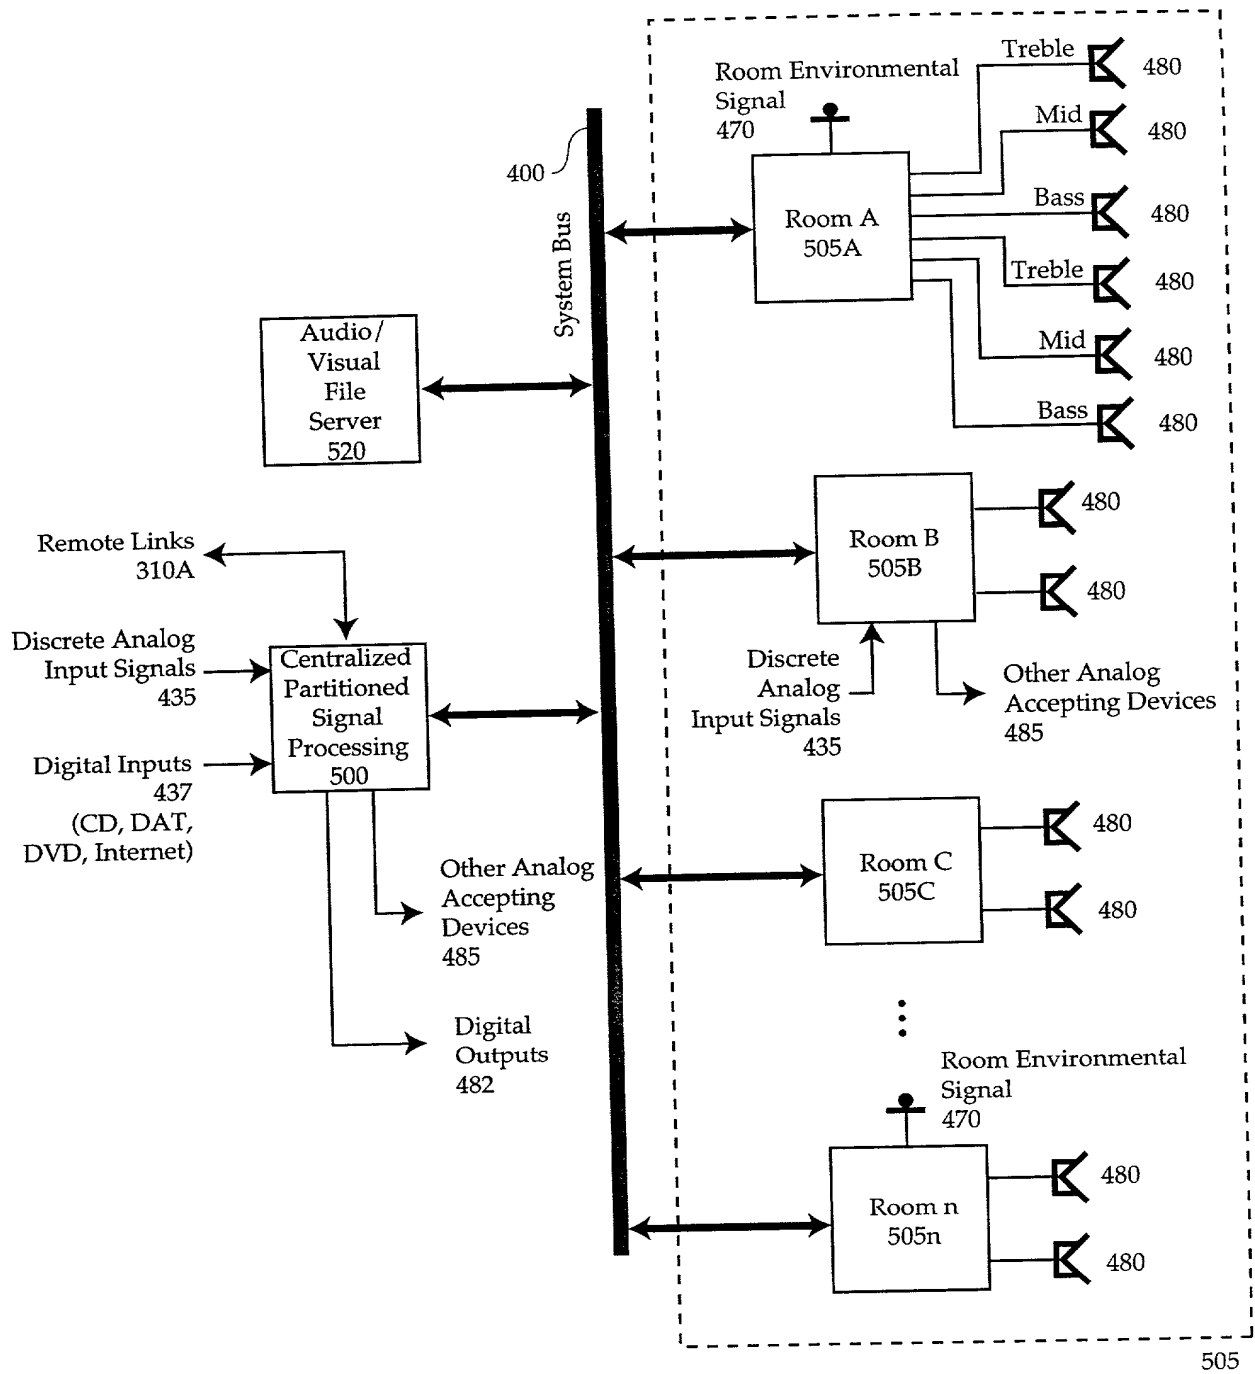 Room Environmental
Signal
470
Treble
480
Mid
480
Bass
480
Treble
480
Mid
480
Bass
480
Room A
505A
400
System Bus
Audio/
Visual
File
Server
520
Room B
505B
480
480
Discrete
Analog
Input Signals
435
Other Analog
Accepting Devices
485
Remote Links
310A
Discrete Analog
Input Signals
435
Digital Inputs
437
(CD, DAT,
DVD, Internet)
Centralized
Partitioned
Signal
Processing
500
Other Analog
Accepting
Devices
485
Digital
Outputs
482
Room C
505C
480
480
Room Environmental
Signal
470
Room n
505n
480
480
505